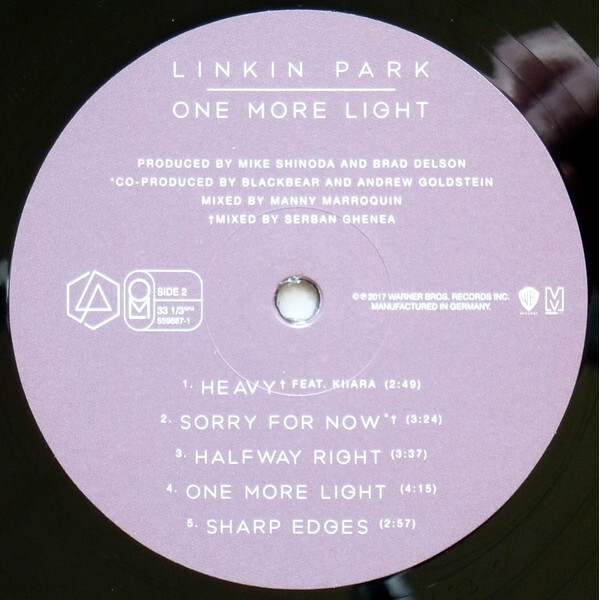 LINKIN PARK
ONE MORE LIGHT
PRODUCED BY MIKE SHINODA AND BRAD DELSON
*CO-PRODUCED BY BLACKBEAR AND ANDREW GOLDSTEIN
MIXED BY MANNY MARROQUIN
†MIXED BY SERBAN GHENEA
SIDE 2
33 1/3 RPM
559687-1
©℗ 2017 WARNER BROS. RECORDS INC.
MANUFACTURED IN GERMANY.
1. HEAVY† FEAT. KIIARA (2:49)
2. SORRY FOR NOW*† (3:24)
3. HALFWAY RIGHT (3:37)
4. ONE MORE LIGHT (4:15)
5. SHARP EDGES (2:57)